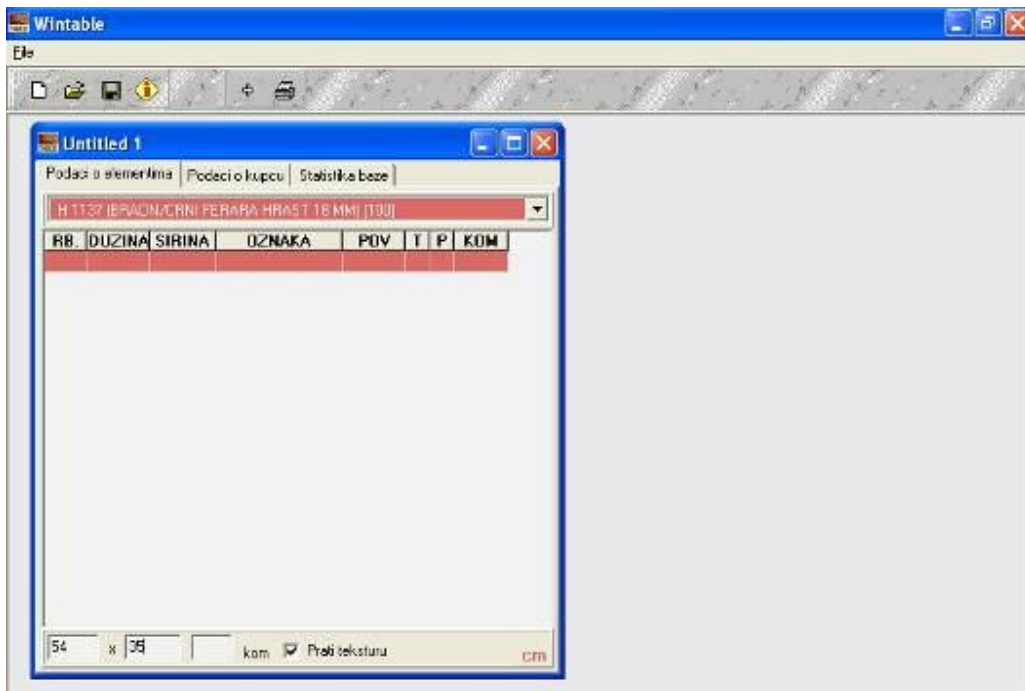 Wintable
File
Untitled 1
Podaci o elementima Podaci o kupcu Statistika baze
H 1137 (BRAON/CRNI FERARA HRAST 18 MM) [100]
RB. DUZINA SIRINA OZNAKA POV T P KOM
54 x 35 kom Prati teksturu cm